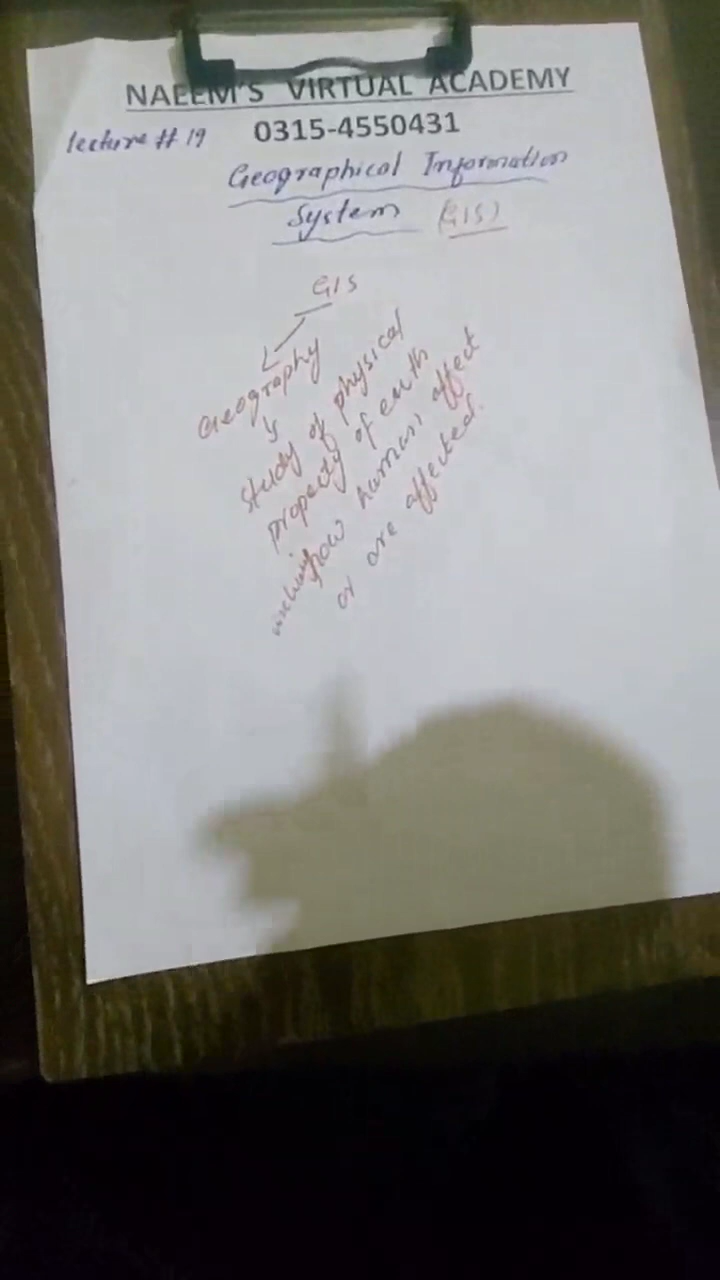 NAEEM'S VIRTUAL ACADEMY
lecture # 19 0315-4550431
Geographical Information
System (GIS)
GIS
Geography
is
study of physical
property of earth
how humans affect
or are affected.